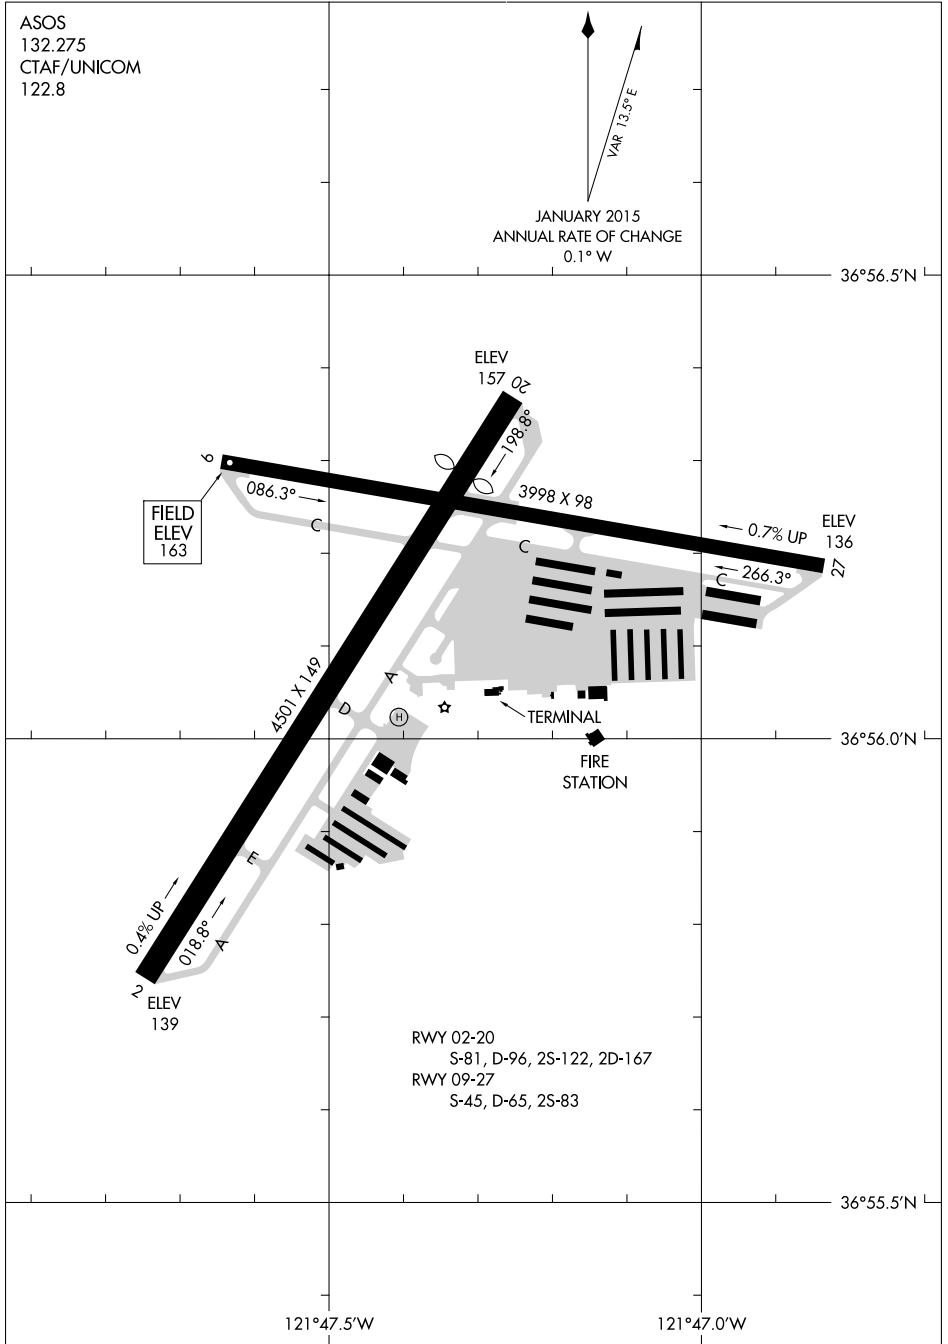 ASOS
132.275
CTAF/UNICOM
122.8
VAR 13.5° E
JANUARY 2015
ANNUAL RATE OF CHANGE
0.1° W
36°56.5'N
ELEV
157
20
198.8°
9
086.3°
3998 X 98
FIELD
ELEV
163
C
C
0.7% UP
ELEV
136
27
266.3°
C
4501 X 149
A
D
H
TERMINAL
36°56.0'N
FIRE
STATION
E
0.4% UP
018.8°
A
2
ELEV
139
RWY 02-20
S-81, D-96, 2S-122, 2D-167
RWY 09-27
S-45, D-65, 2S-83
36°55.5'N
121°47.5'W
121°47.0'W